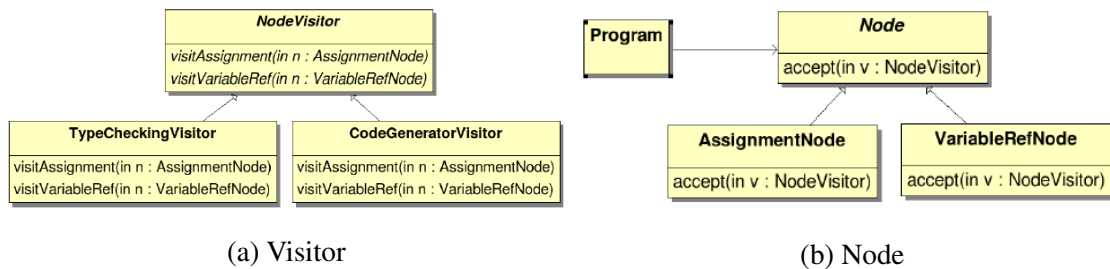 NodeVisitor
visitAssignment(in n : AssignmentNode)
visitVariableRef(in n : VariableRefNode)
TypeCheckingVisitor
visitAssignment(in n : AssignmentNode)
visitVariableRef(in n : VariableRefNode)
CodeGeneratorVisitor
visitAssignment(in n : AssignmentNode)
visitVariableRef(in n : VariableRefNode)
(a) Visitor
Program
Node
accept(in v : NodeVisitor)
AssignmentNode
accept(in v : NodeVisitor)
VariableRefNode
accept(in v : NodeVisitor)
(b) Node